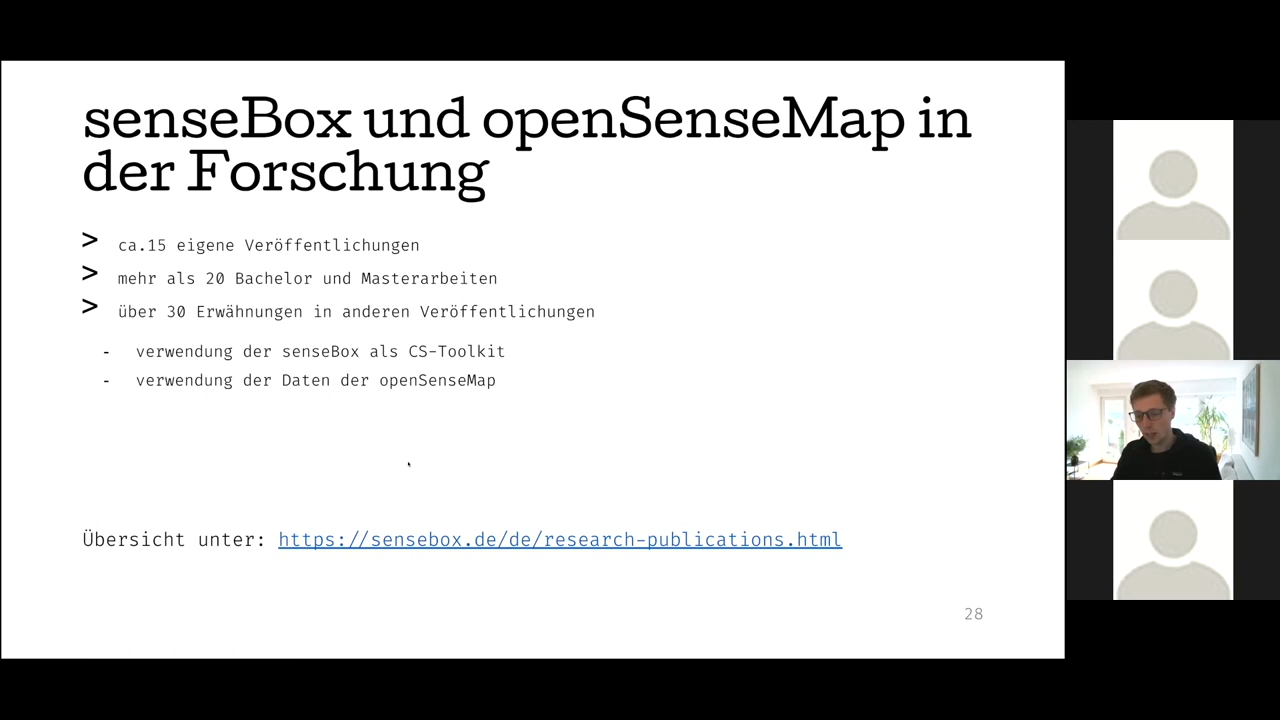 senseBox und openSenseMap in
der Forschung
> ca.15 eigene Veröffentlichungen
> mehr als 20 Bachelor und Masterarbeiten
> über 30 Erwähnungen in anderen Veröffentlichungen
- verwendung der senseBox als CS-Toolkit
- verwendung der Daten der openSenseMap
Übersicht unter: https://sensebox.de/de/research-publications.html
28